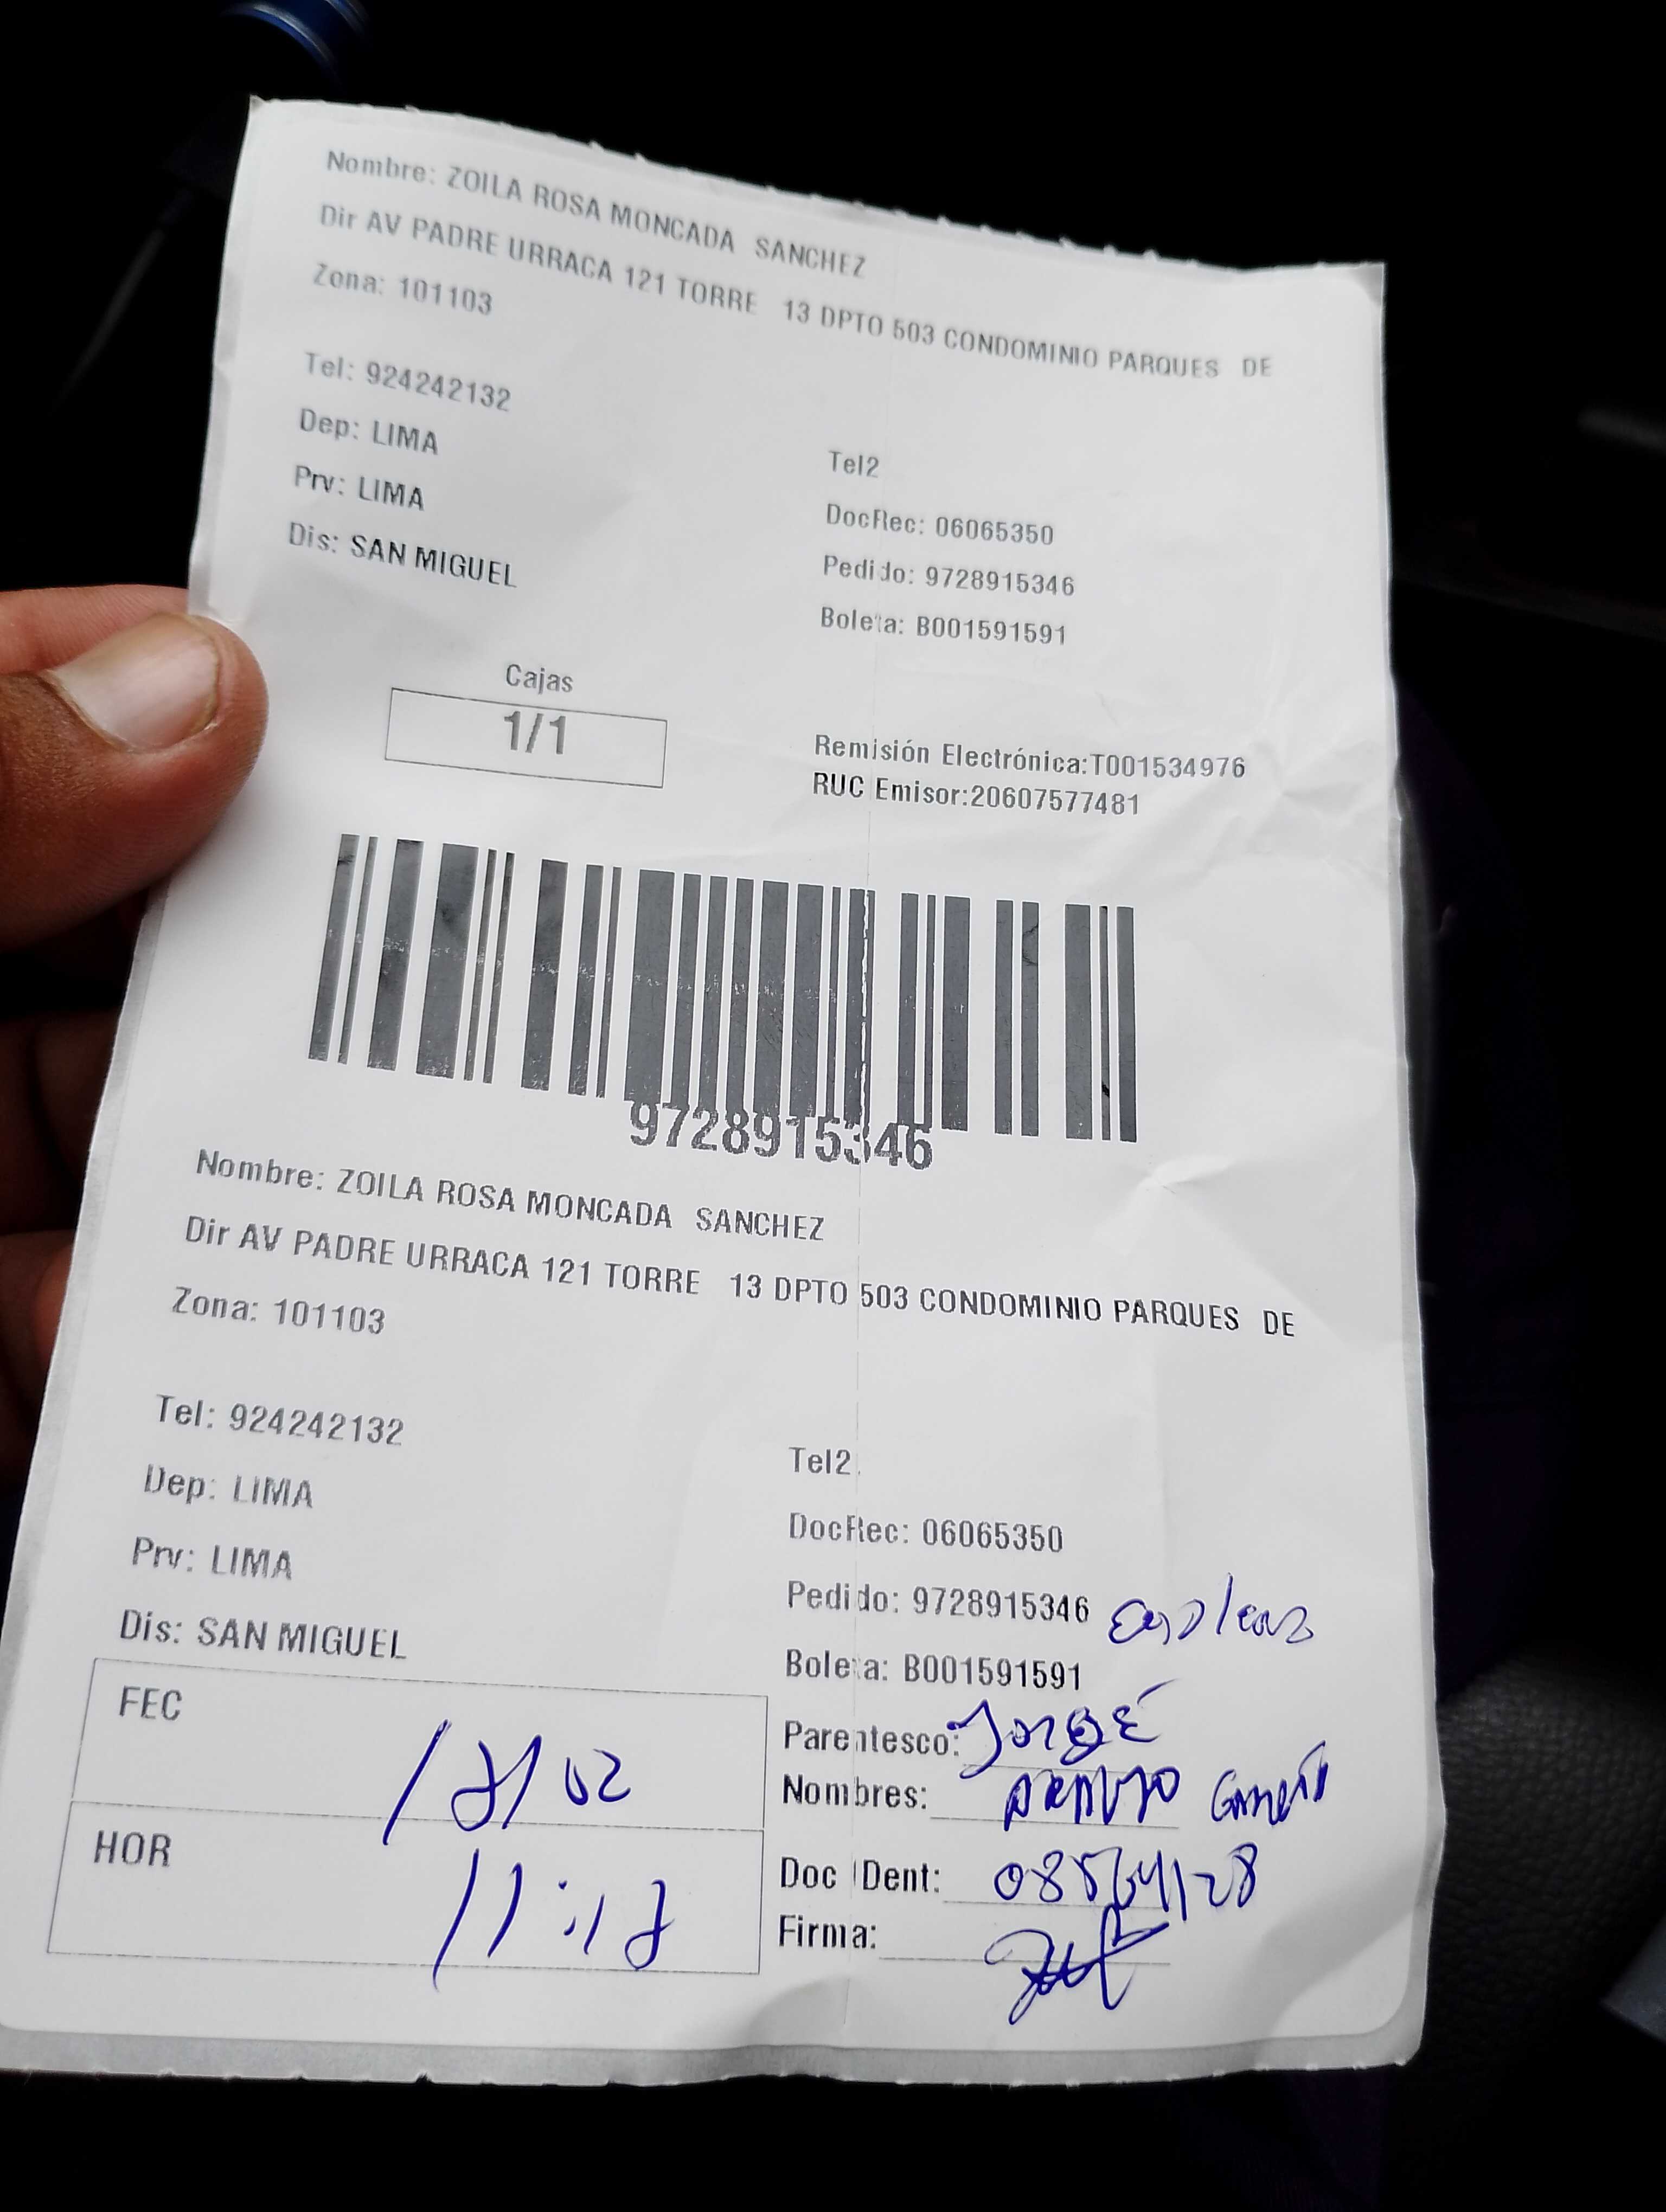 Nombre: ZOILA ROSA MONCADA SANCHEZ
Dir AV PADRE URRACA 121 TORRE 13 DPTO 503 CONDOMINIO PARQUES DE
Zona: 101103
Tel: 924242132
Dep: LIMA
Prv: LIMA
Dis: SAN MIGUEL
Tel2
DocRec: 06065350
Pedido: 9728915346
Boleta: B001591591
Cajas
1/1
Remisión Electrónica:T001534976
RUC Emisor:20607577481
9728915346
Nombre: ZOILA ROSA MONCADA SANCHEZ
Dir AV PADRE URRACA 121 TORRE 13 DPTO 503 CONDOMINIO PARQUES DE
Zona: 101103
Tel: 924242132
Dep: LIMA
Prv: LIMA
Dis: SAN MIGUEL
Tel2
DocRec: 06065350
Pedido: 9728915346
Boleta: B001591591
FEC
HOR
Parentesco: JORGE
Nombres:
Doc IDent:
Firma: